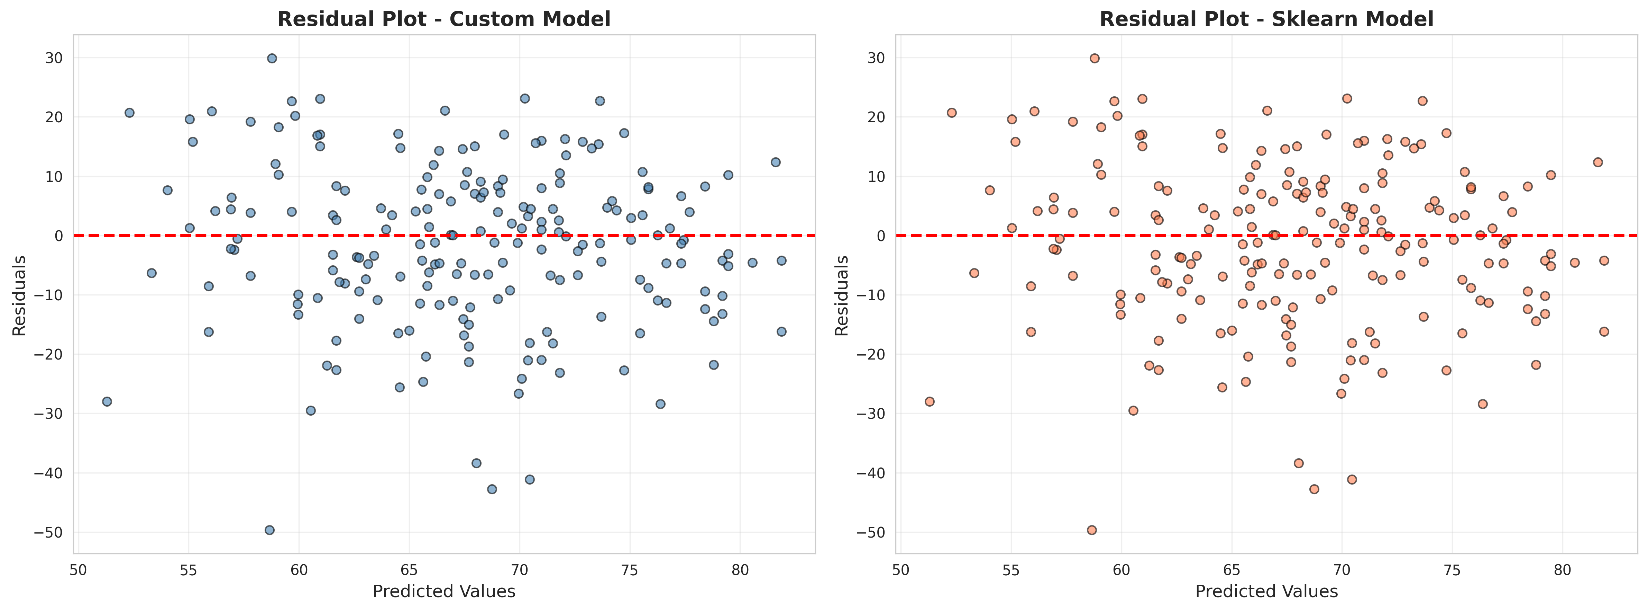 Residual Plot - Custom Model
Residuals
30
20
10
0
−10
−20
−30
−40
−50
50 55 60 65 70 75 80
Predicted Values
Residual Plot - Sklearn Model
Residuals
30
20
10
0
−10
−20
−30
−40
−50
50 55 60 65 70 75 80
Predicted Values